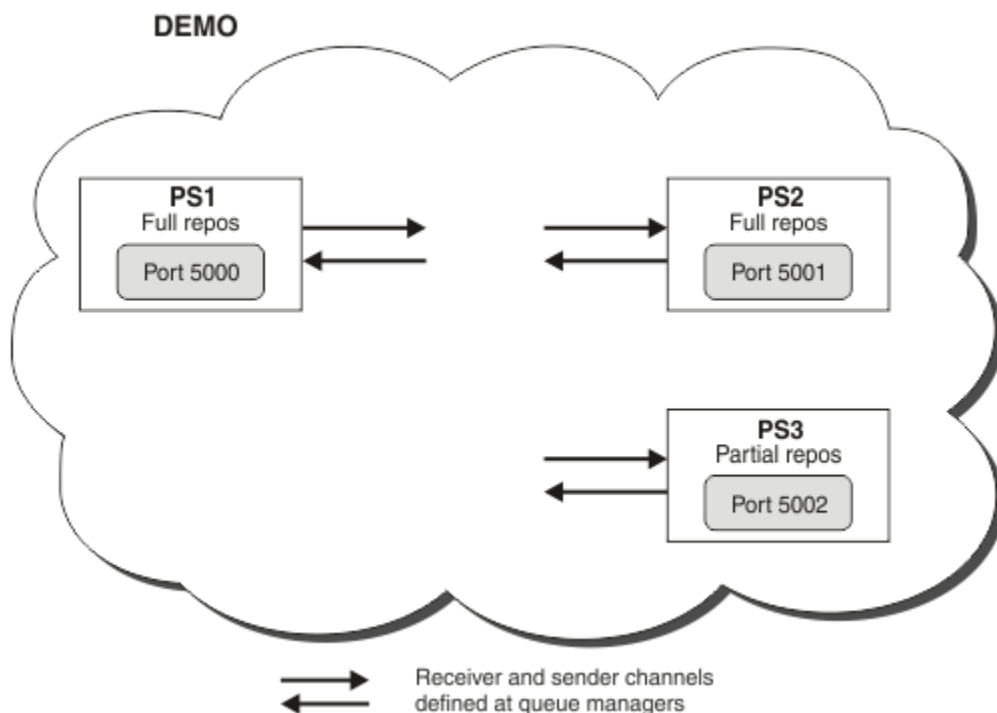 DEMO
PS1
Full repos
Port 5000
PS2
Full repos
Port 5001
PS3
Partial repos
Port 5002
Receiver and sender channels
defined at queue managers